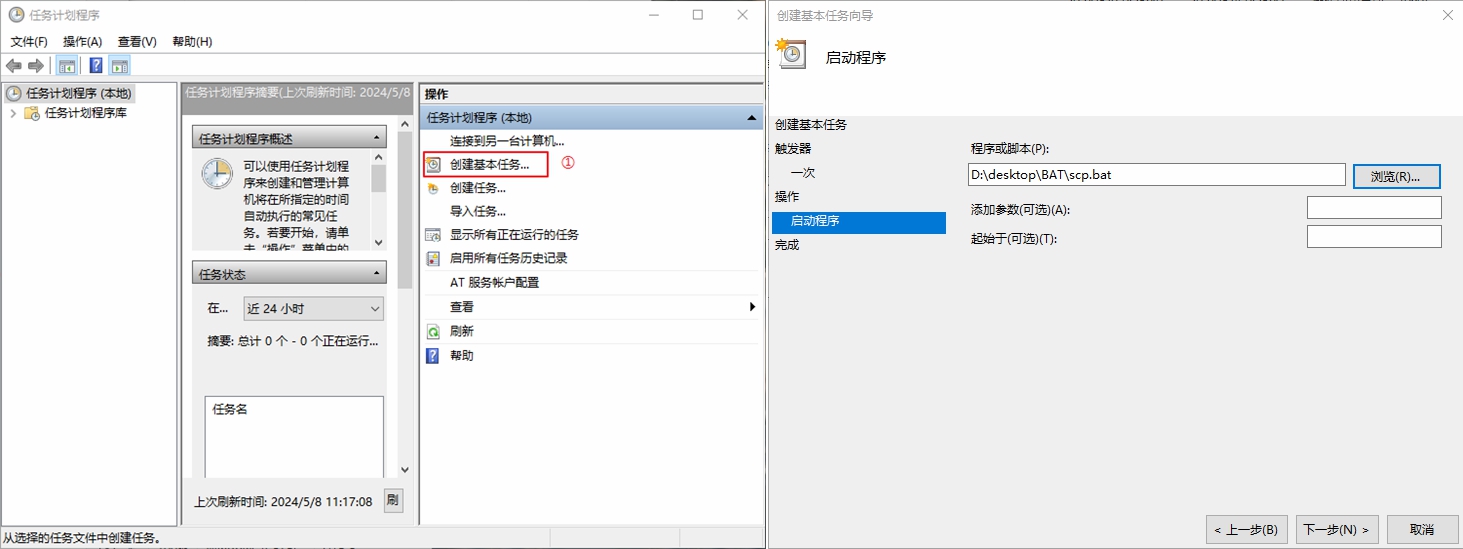 任务计划程序
文件(F) 操作(A) 查看(V) 帮助(H)
任务计划程序 (本地)
任务计划程序库
任务计划程序摘要(上次刷新时间: 2024/5/8
任务计划程序概述
可以使用任务计划程
序来创建和管理计算
机将在所指定的时间
自动执行的常见任
务。若要开始，请单
击“操作”菜单中的
任务状态
在... 近 24 小时
摘要: 总计 0 个 - 0 个正在运行...
任务名
上次刷新时间: 2024/5/8 11:17:08 刷
操作
任务计划程序 (本地)
连接到另一台计算机...
创建基本任务... ①
创建任务...
导入任务...
显示所有正在运行的任务
启用所有任务历史记录
AT 服务帐户配置
查看
刷新
帮助
从选择的任务文件中创建任务。
创建基本任务向导
启动程序
创建基本任务
触发器
一次
操作
启动程序
完成
程序或脚本(P):
D:\desktop\BAT\scp.bat 浏览(R)...
添加参数(可选)(A):
起始于(可选)(T):
< 上一步(B) 下一步(N) > 取消